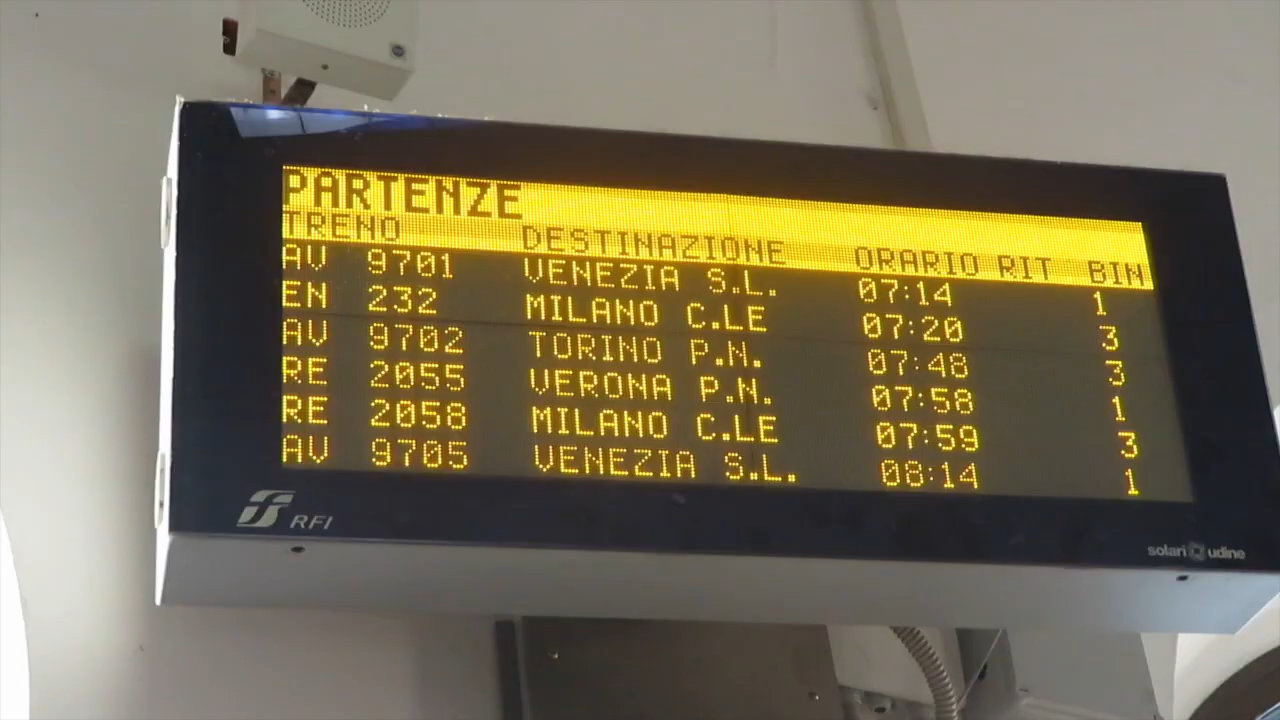 PARTENZE
TRENO DESTINAZIONE ORARIO RIT BIN
AV 9701 VENEZIA S.L. 07:14 1
EN 232 MILANO C.LE 07:20 3
AV 9702 TORINO P.N. 07:48 3
RE 2055 VERONA P.N. 07:58 1
RE 2058 MILANO C.LE 07:59 3
AV 9705 VENEZIA S.L. 08:14 1
RFI
solari udine